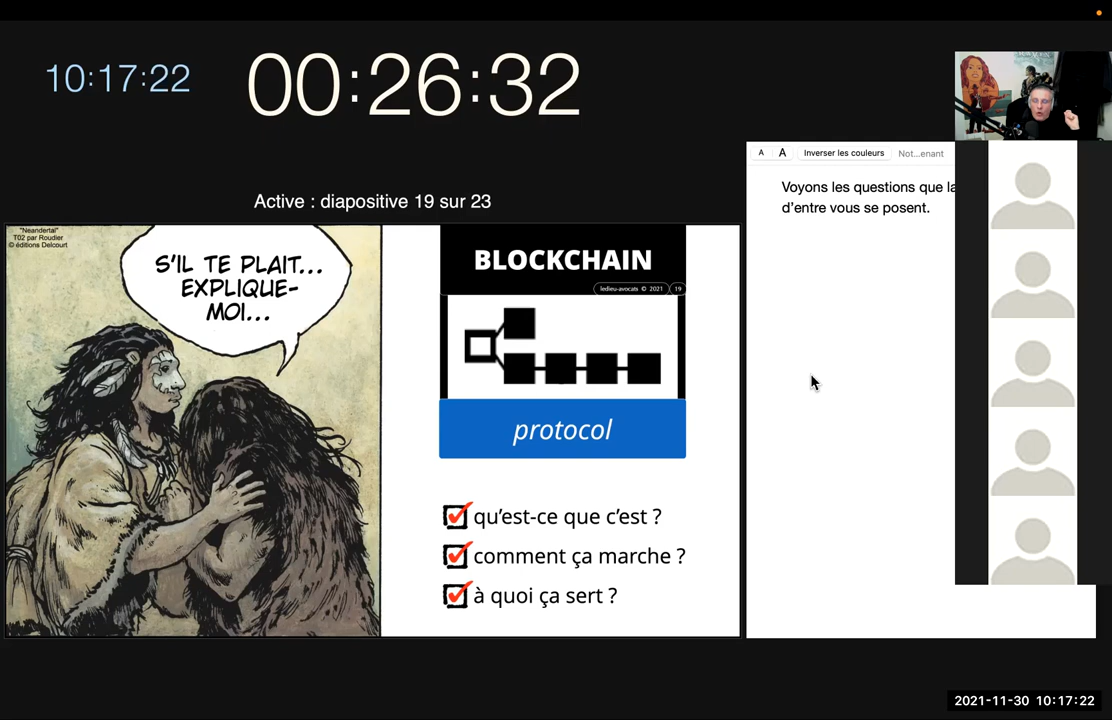 10:17:22
00:26:32
Active : diapositive 19 sur 23
A A Inverser les couleurs Not...enant
Voyons les questions que la
d'entre vous se posent.
"Neandertal"
T02 par Roudier
© éditions Delcourt
S'IL TE PLAIT...
EXPLIQUE-
MOI...
BLOCKCHAIN
ledieu-avocats © 2021 19
protocol
qu'est-ce que c'est ?
comment ça marche ?
à quoi ça sert ?
2021-11-30 10:17:22